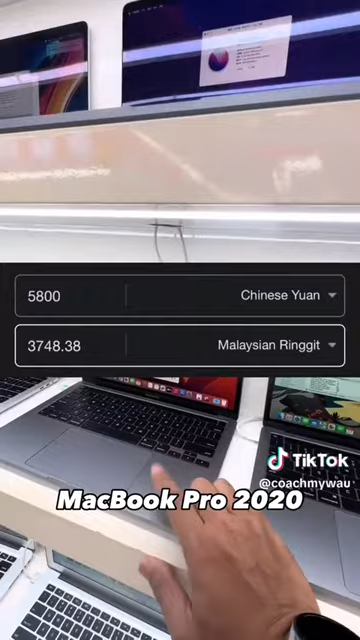 5800
Chinese Yuan
3748.38
Malaysian Ringgit
TikTok
@coachmywau
MacBook Pro 2020